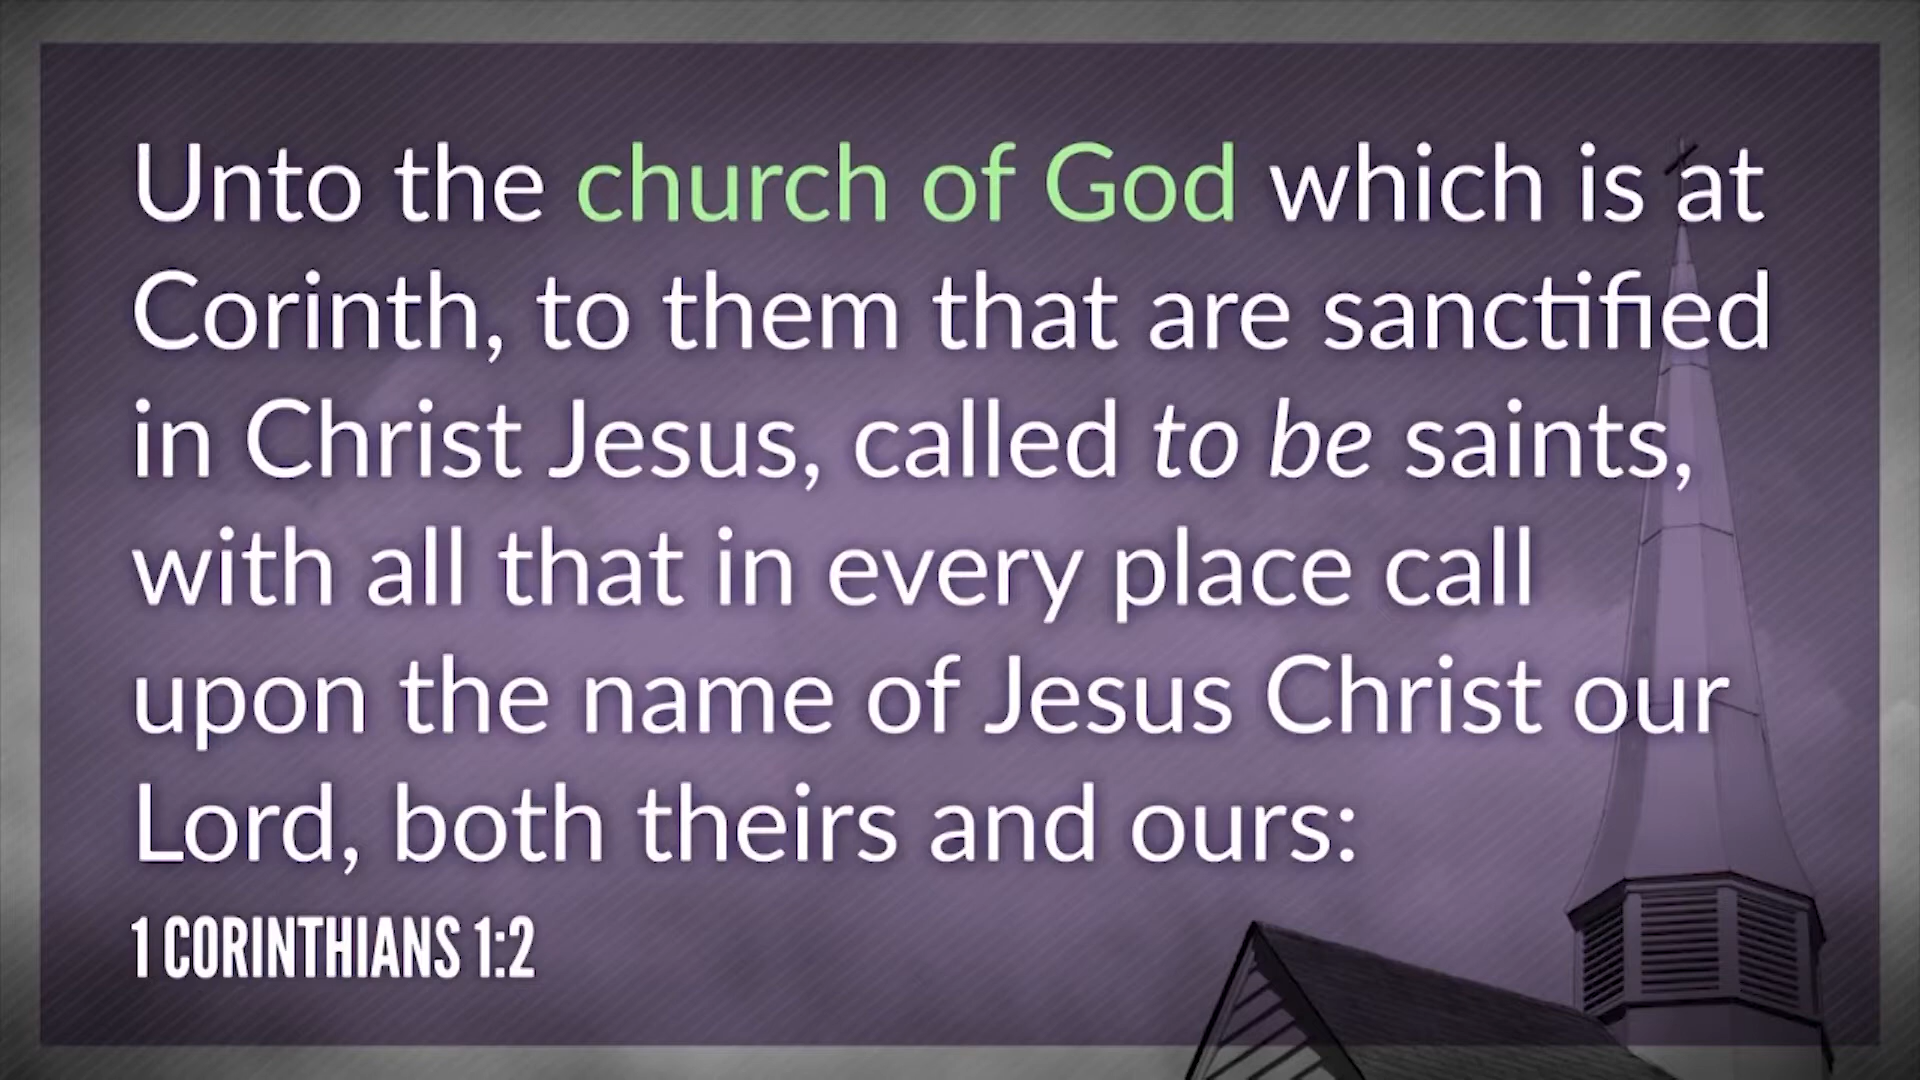 Unto the church of God which is at
Corinth, to them that are sanctified
in Christ Jesus, called to be saints,
with all that in every place call
upon the name of Jesus Christ our
Lord, both theirs and ours:
1 CORINTHIANS 1:2